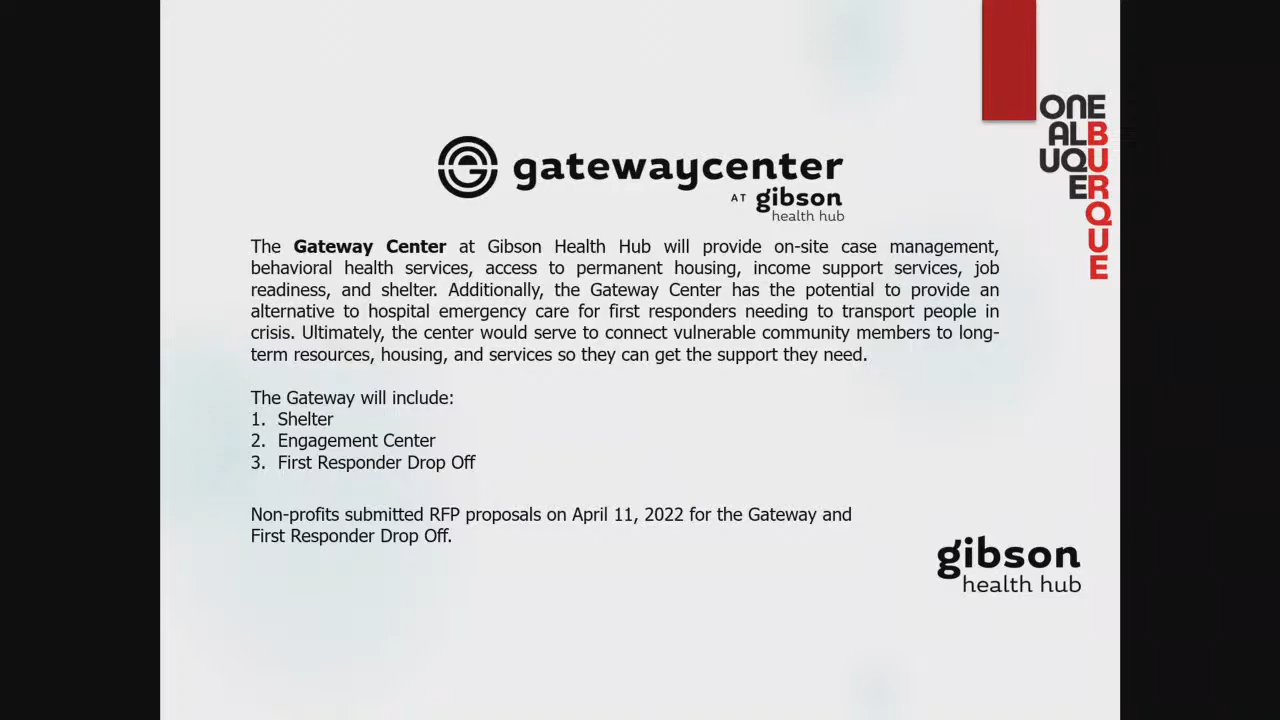 gatewaycenter
AT gibson
health hub
ONE
ALB
UQU
ER
QUE
The Gateway Center at Gibson Health Hub will provide on-site case management,
behavioral health services, access to permanent housing, income support services, job
readiness, and shelter. Additionally, the Gateway Center has the potential to provide an
alternative to hospital emergency care for first responders needing to transport people in
crisis. Ultimately, the center would serve to connect vulnerable community members to long-
term resources, housing, and services so they can get the support they need.
The Gateway will include:
1. Shelter
2. Engagement Center
3. First Responder Drop Off
Non-profits submitted RFP proposals on April 11, 2022 for the Gateway and
First Responder Drop Off.
gibson
health hub